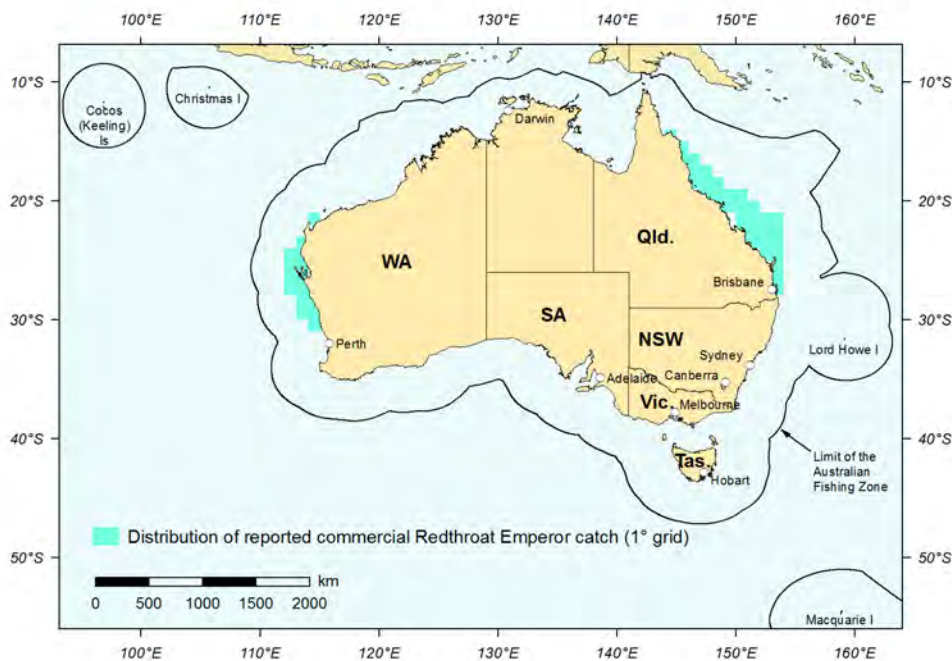 100°E 110°E 120°E 130°E 140°E 150°E 160°E
10°S 10°S
Cocos
(Keeling)
Is
Christmas I
Darwin
20°S 20°S
WA
Qld.
Brisbane
SA
30°S 30°S
Perth
NSW
Sydney
Lord Howe I
Adelaide
Canberra
Vic.
Melbourne
40°S 40°S
Tas.
Hobart
Limit of the
Australian
Fishing Zone
Distribution of reported commercial Redthroat Emperor catch (1° grid)
50°S 50°S
km
0 500 1000 1500 2000
Macquarie I
100°E 110°E 120°E 130°E 140°E 150°E 160°E